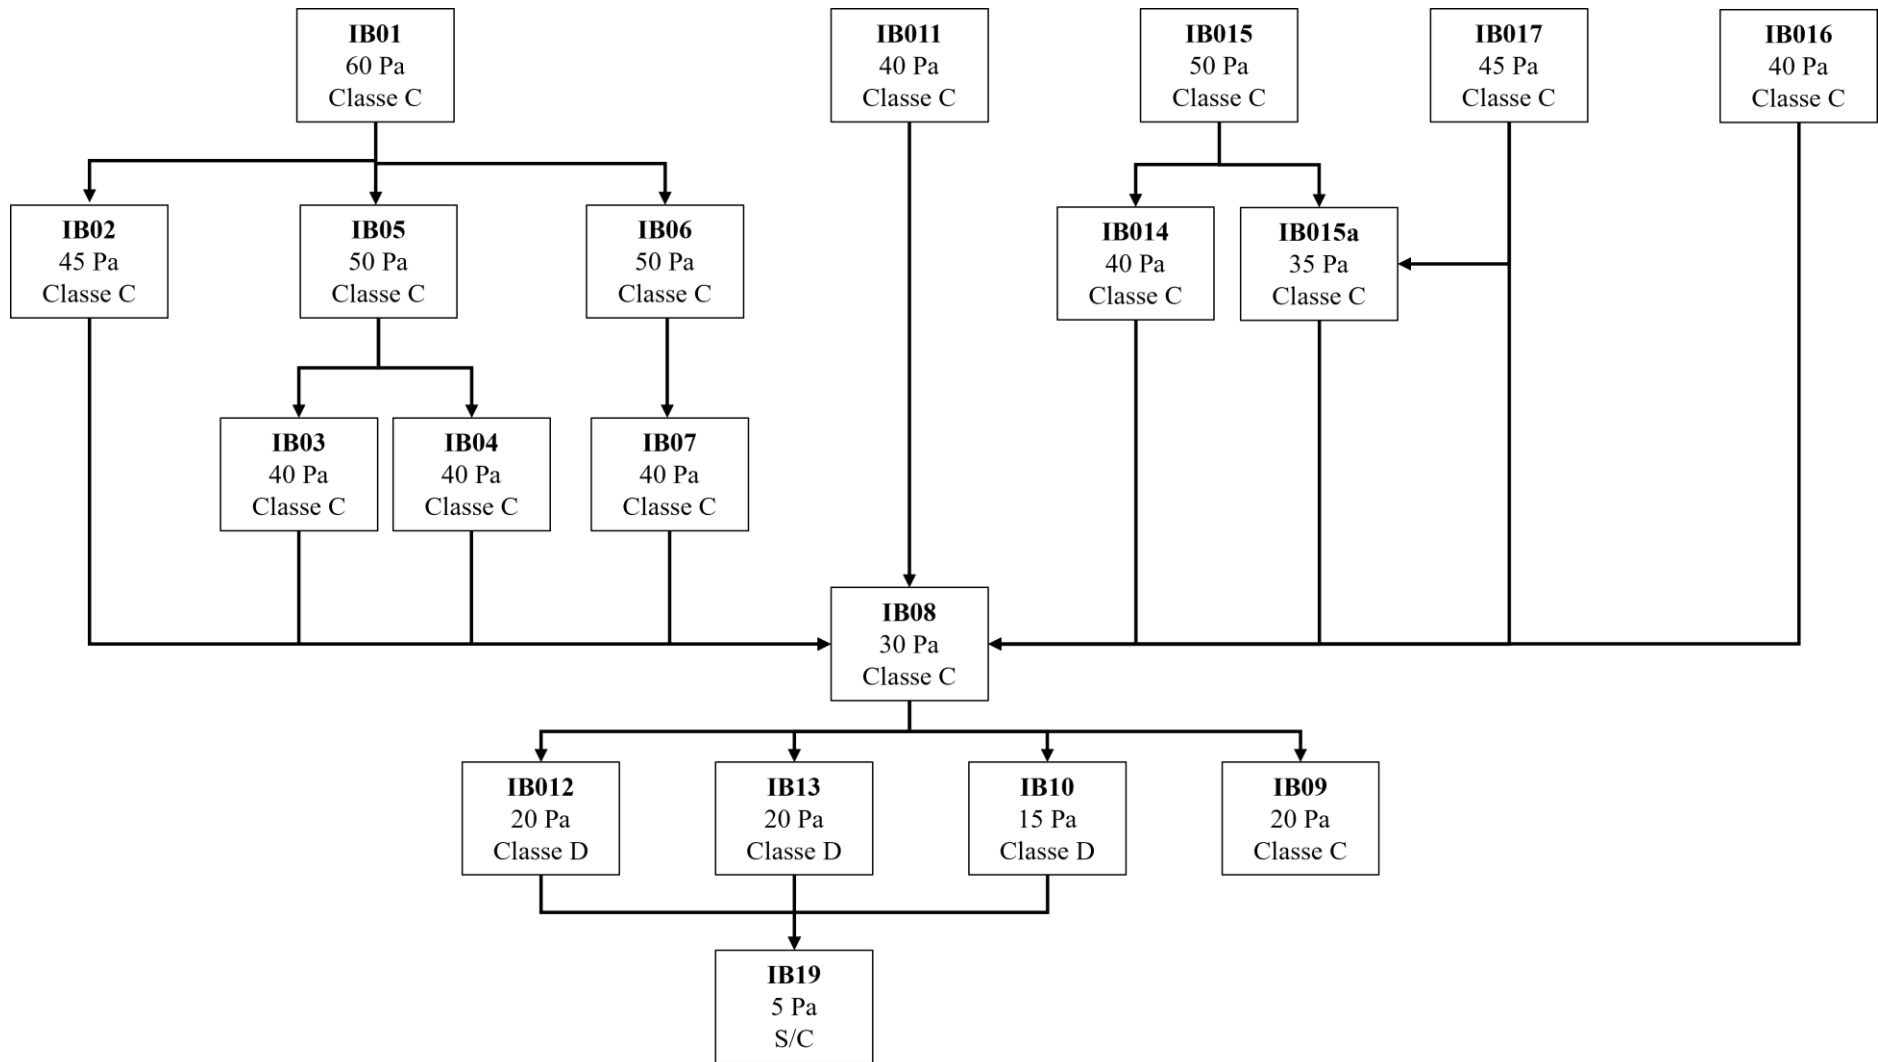 IB01
60 Pa
Classe C
IB011
40 Pa
Classe C
IB015
50 Pa
Classe C
IB017
45 Pa
Classe C
IB016
40 Pa
Classe C
IB02
45 Pa
Classe C
IB05
50 Pa
Classe C
IB06
50 Pa
Classe C
IB014
40 Pa
Classe C
IB015a
35 Pa
Classe C
IB03
40 Pa
Classe C
IB04
40 Pa
Classe C
IB07
40 Pa
Classe C
IB08
30 Pa
Classe C
IB012
20 Pa
Classe D
IB13
20 Pa
Classe D
IB10
15 Pa
Classe D
IB09
20 Pa
Classe C
IB19
5 Pa
S/C